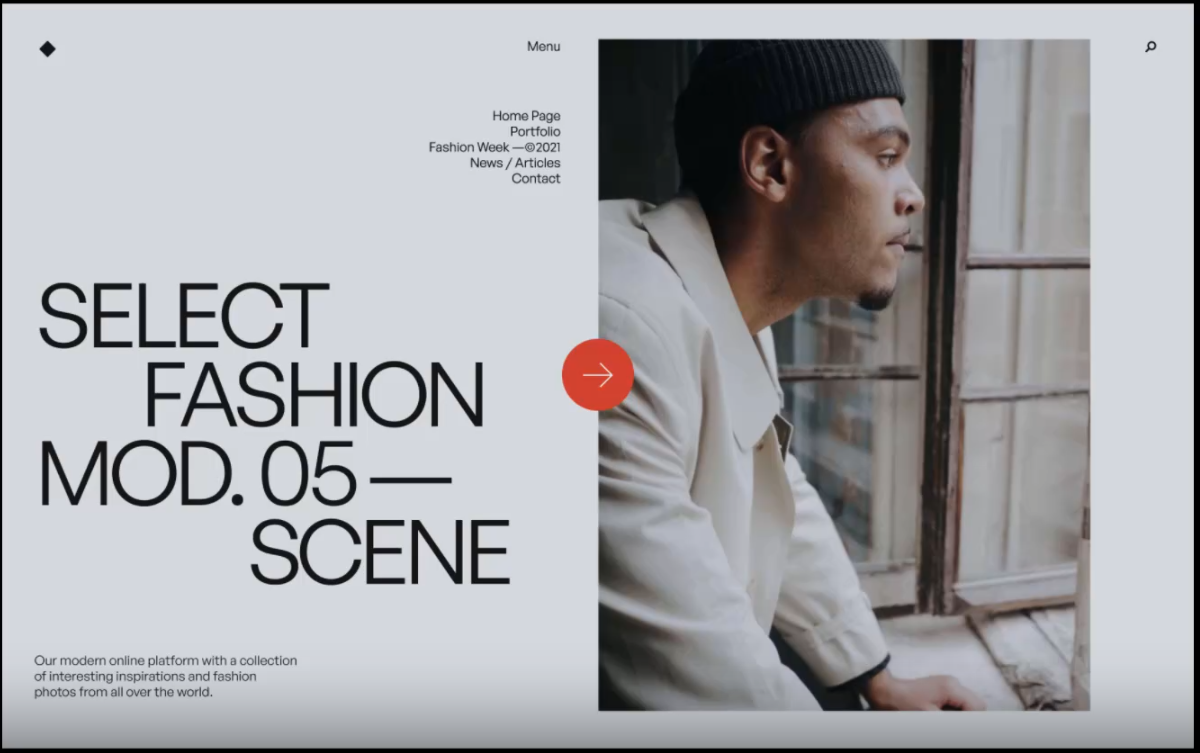 Menu
Home Page
Portfolio
Fashion Week —©2021
News / Articles
Contact
SELECT
FASHION
MOD. 05 —
SCENE
Our modern online platform with a collection
of interesting inspirations and fashion
photos from all over the world.